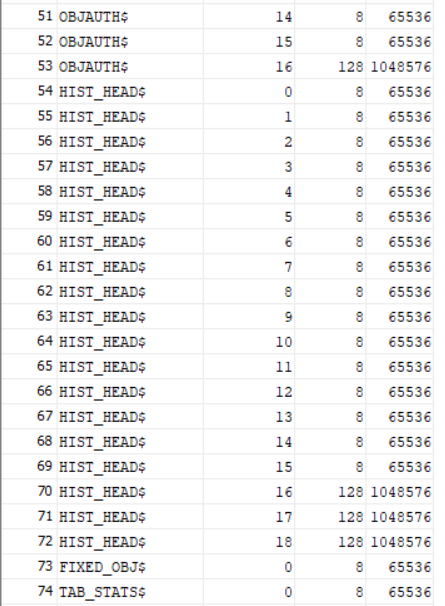 51 OBJAUTH$ 14 8 65536
52 OBJAUTH$ 15 8 65536
53 OBJAUTH$ 16 128 1048576
54 HIST_HEAD$ 0 8 65536
55 HIST_HEAD$ 1 8 65536
56 HIST_HEAD$ 2 8 65536
57 HIST_HEAD$ 3 8 65536
58 HIST_HEAD$ 4 8 65536
59 HIST_HEAD$ 5 8 65536
60 HIST_HEAD$ 6 8 65536
61 HIST_HEAD$ 7 8 65536
62 HIST_HEAD$ 8 8 65536
63 HIST_HEAD$ 9 8 65536
64 HIST_HEAD$ 10 8 65536
65 HIST_HEAD$ 11 8 65536
66 HIST_HEAD$ 12 8 65536
67 HIST_HEAD$ 13 8 65536
68 HIST_HEAD$ 14 8 65536
69 HIST_HEAD$ 15 8 65536
70 HIST_HEAD$ 16 128 1048576
71 HIST_HEAD$ 17 128 1048576
72 HIST_HEAD$ 18 128 1048576
73 FIXED_OBJ$ 0 8 65536
74 TAB_STATS$ 0 8 65536